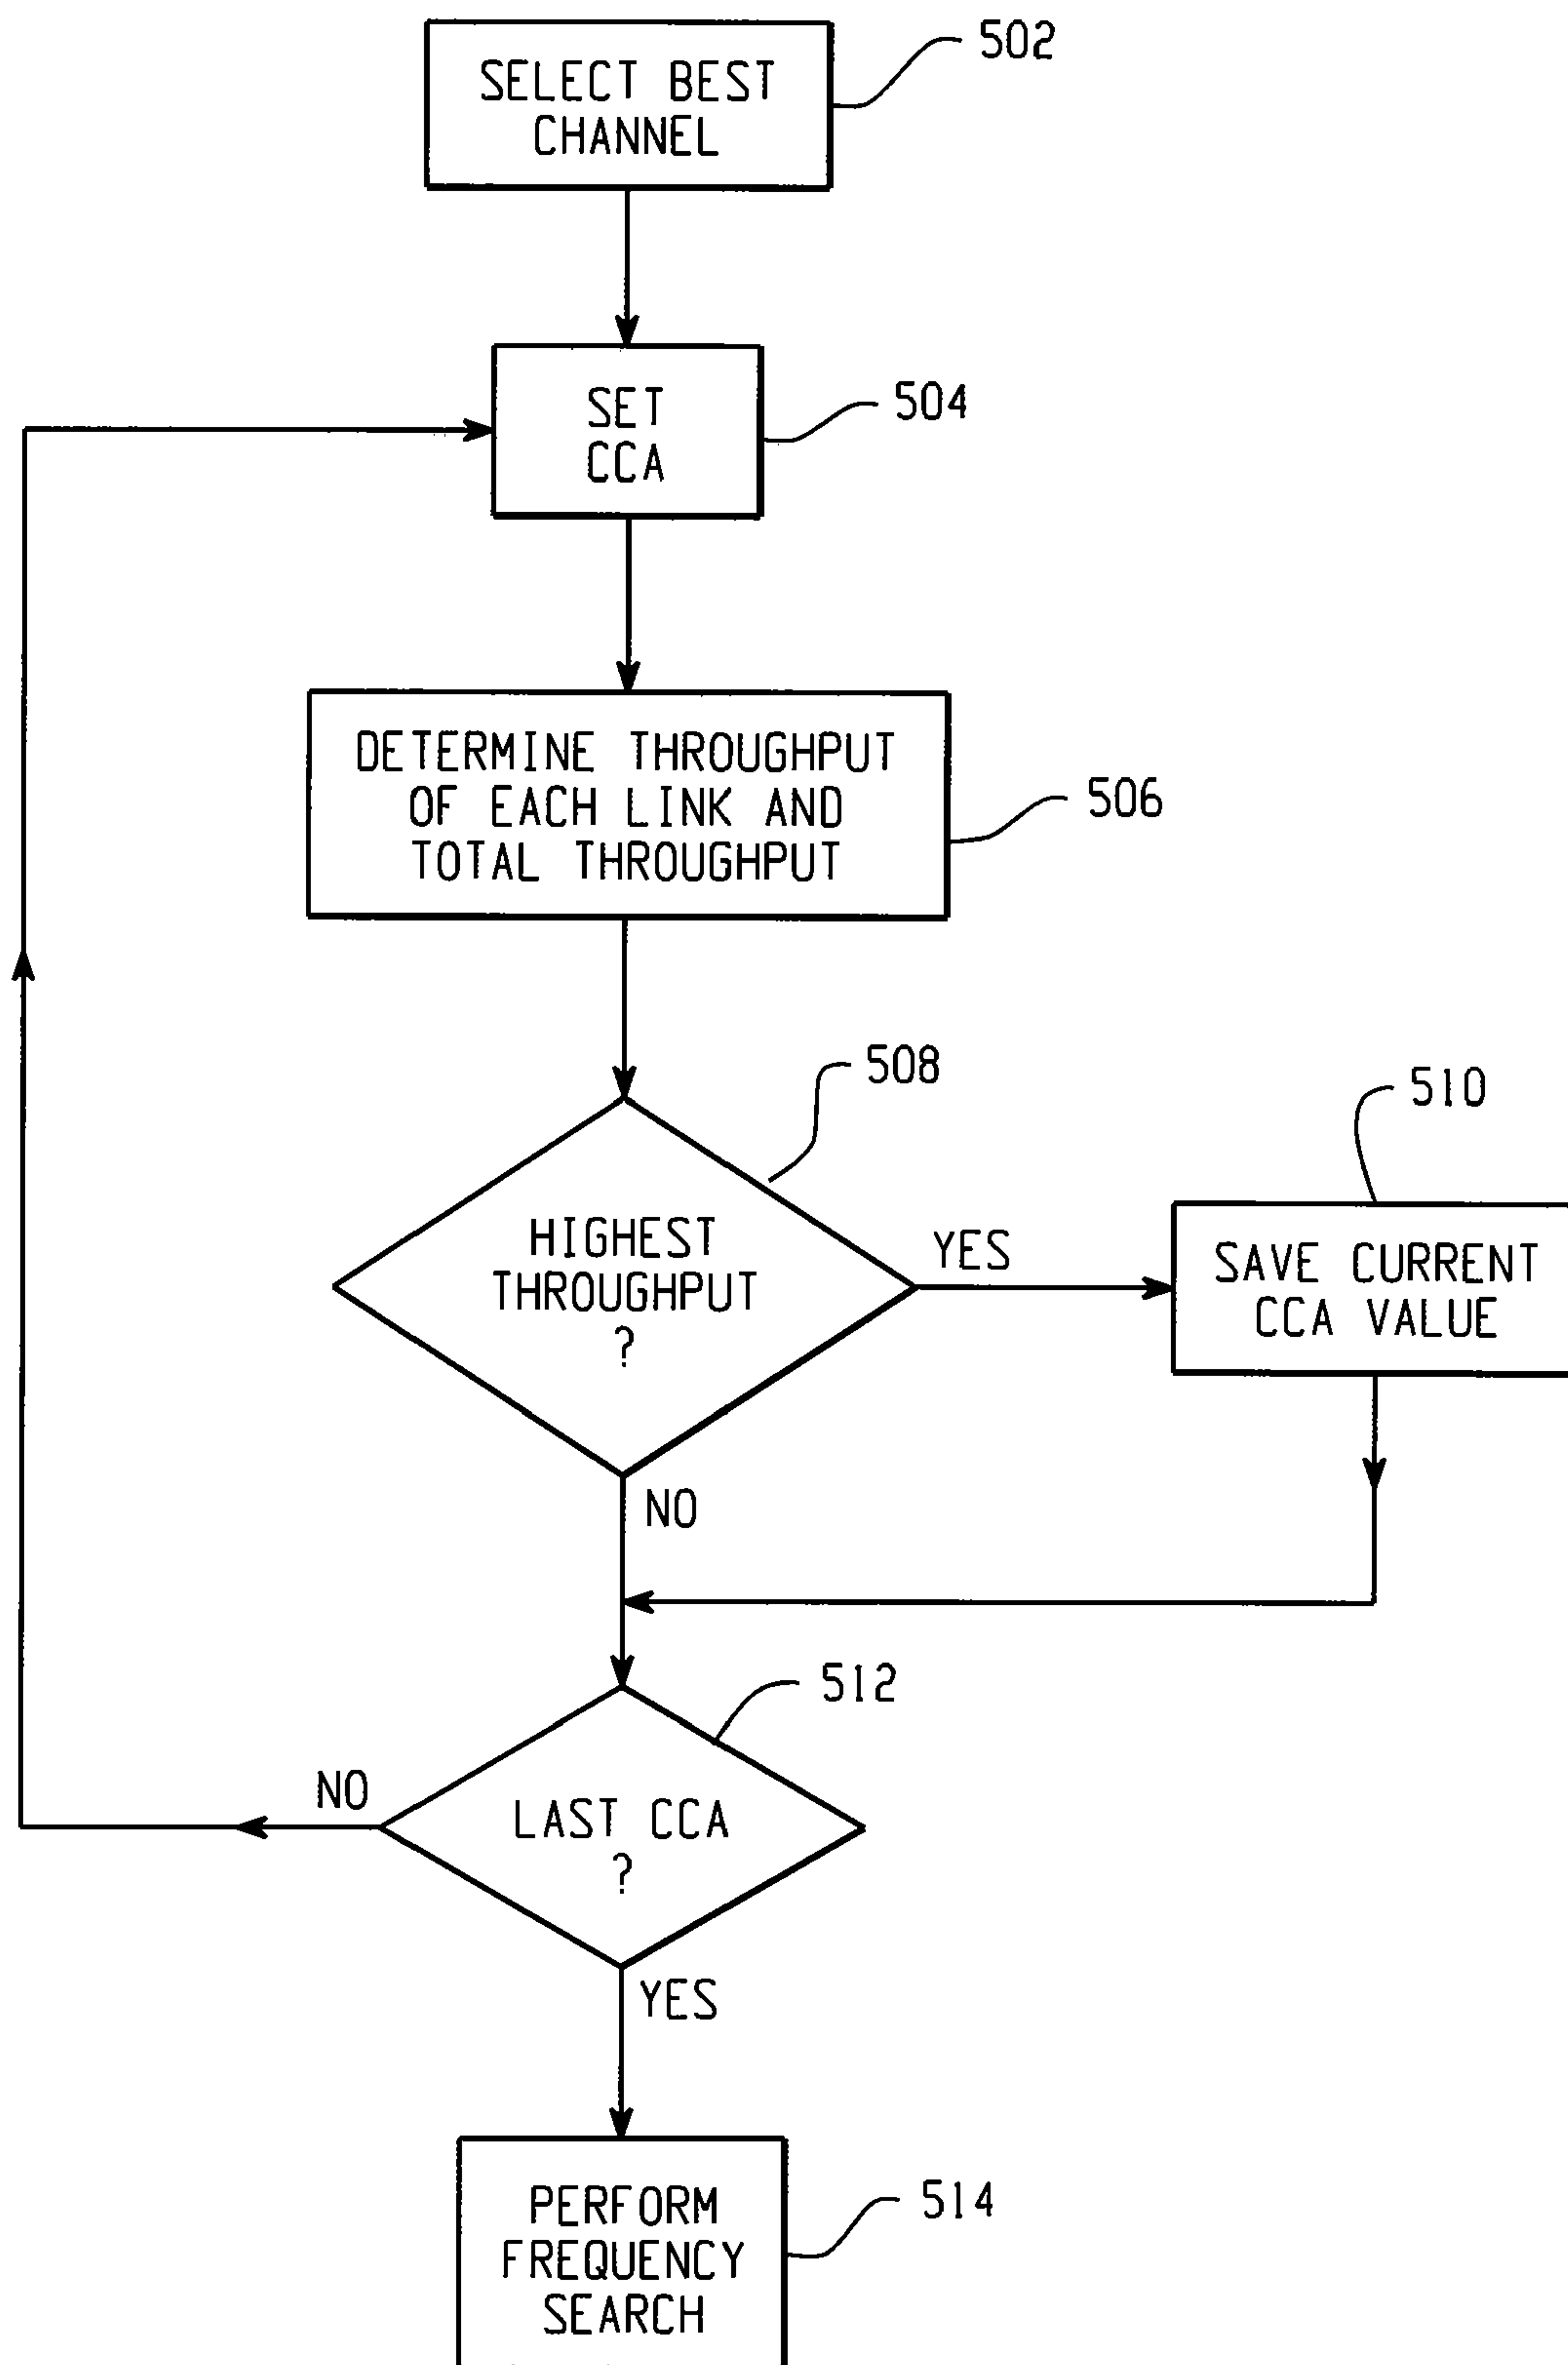 SELECT BEST
CHANNEL
502
SET
CCA
504
DETERMINE THROUGHPUT
OF EACH LINK AND
TOTAL THROUGHPUT
506
HIGHEST
THROUGHPUT
?
508
YES
SAVE CURRENT
CCA VALUE
510
NO
LAST CCA
?
512
NO
YES
PERFORM
FREQUENCY
SEARCH
514